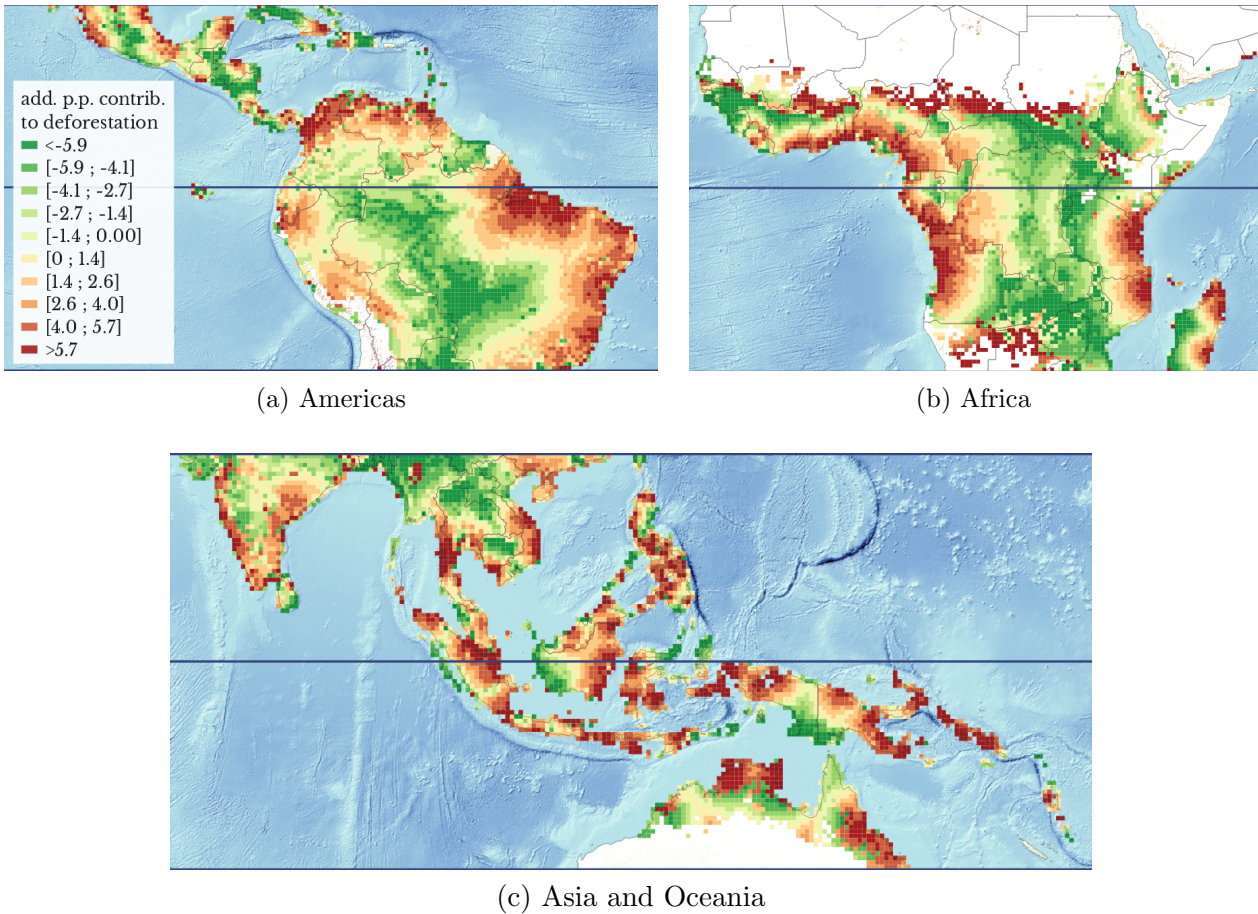 add. p.p. contrib.
to deforestation
<-5.9
[-5.9 ; -4.1]
[-4.1 ; -2.7]
[-2.7 ; -1.4]
[-1.4 ; 0.00]
[0 ; 1.4]
[1.4 ; 2.6]
[2.6 ; 4.0]
[4.0 ; 5.7]
>5.7
(a) Americas
(b) Africa
(c) Asia and Oceania